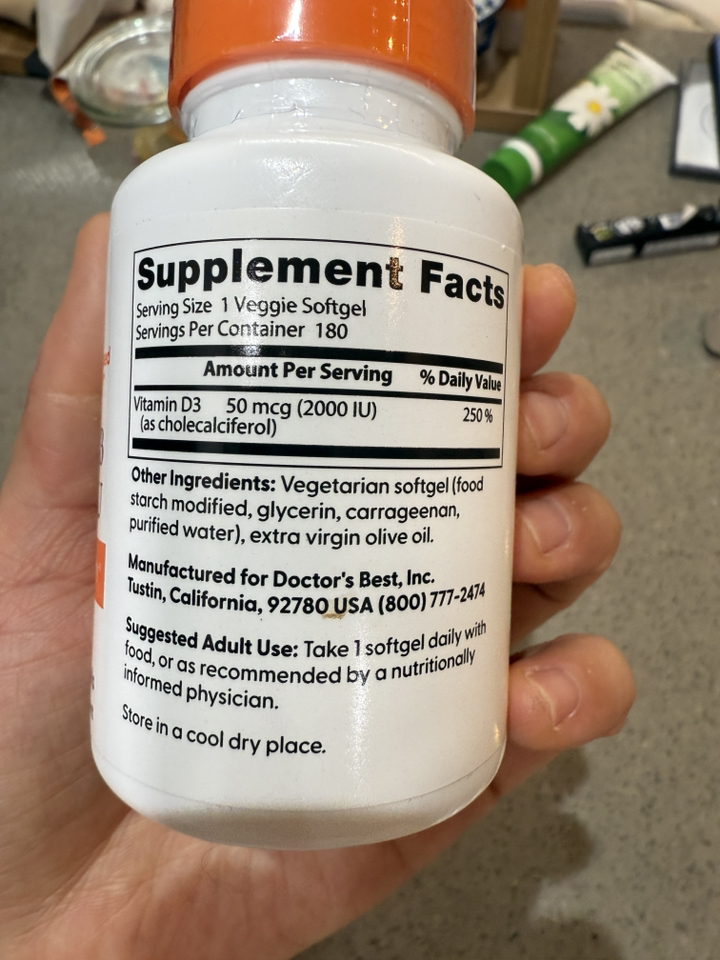 Supplement Facts
Serving Size 1 Veggie Softgel
Servings Per Container 180
Amount Per Serving % Daily Value
Vitamin D3 50 mcg (2000 IU) 250%
(as cholecalciferol)
Other Ingredients: Vegetarian softgel (food
starch modified, glycerin, carrageenan,
purified water), extra virgin olive oil.
Manufactured for Doctor's Best, Inc.
Tustin, California, 92780 USA (800) 777-2474
Suggested Adult Use: Take 1 softgel daily with
food, or as recommended by a nutritionally
informed physician.
Store in a cool dry place.